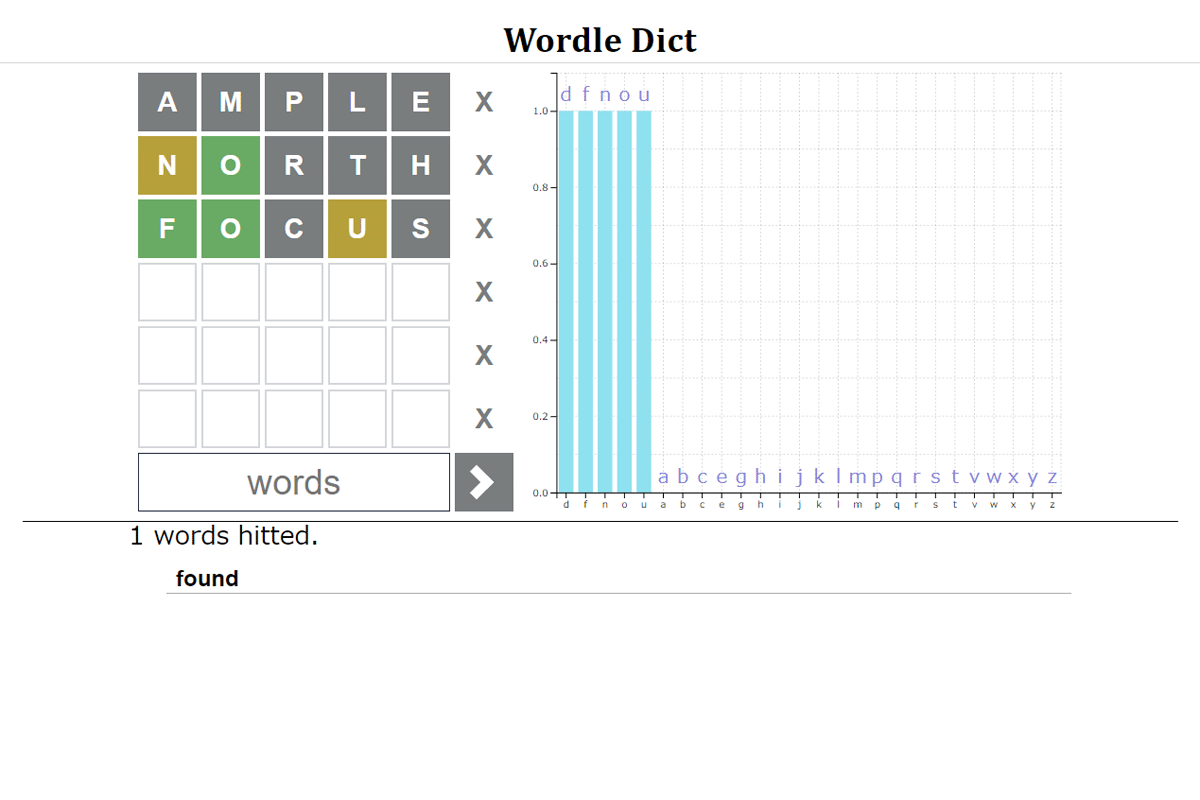 Wordle Dict
A M P L E X
N O R T H X
F O C U S X
X
X
X
words
d f n o u
1.0
0.8
0.6
0.4
0.2
0.0
a b c e g h i j k l m p q r s t v w x y z
d f n o u a b c e g h i j k l m p q r s t v w x y z
1 words hitted.
found